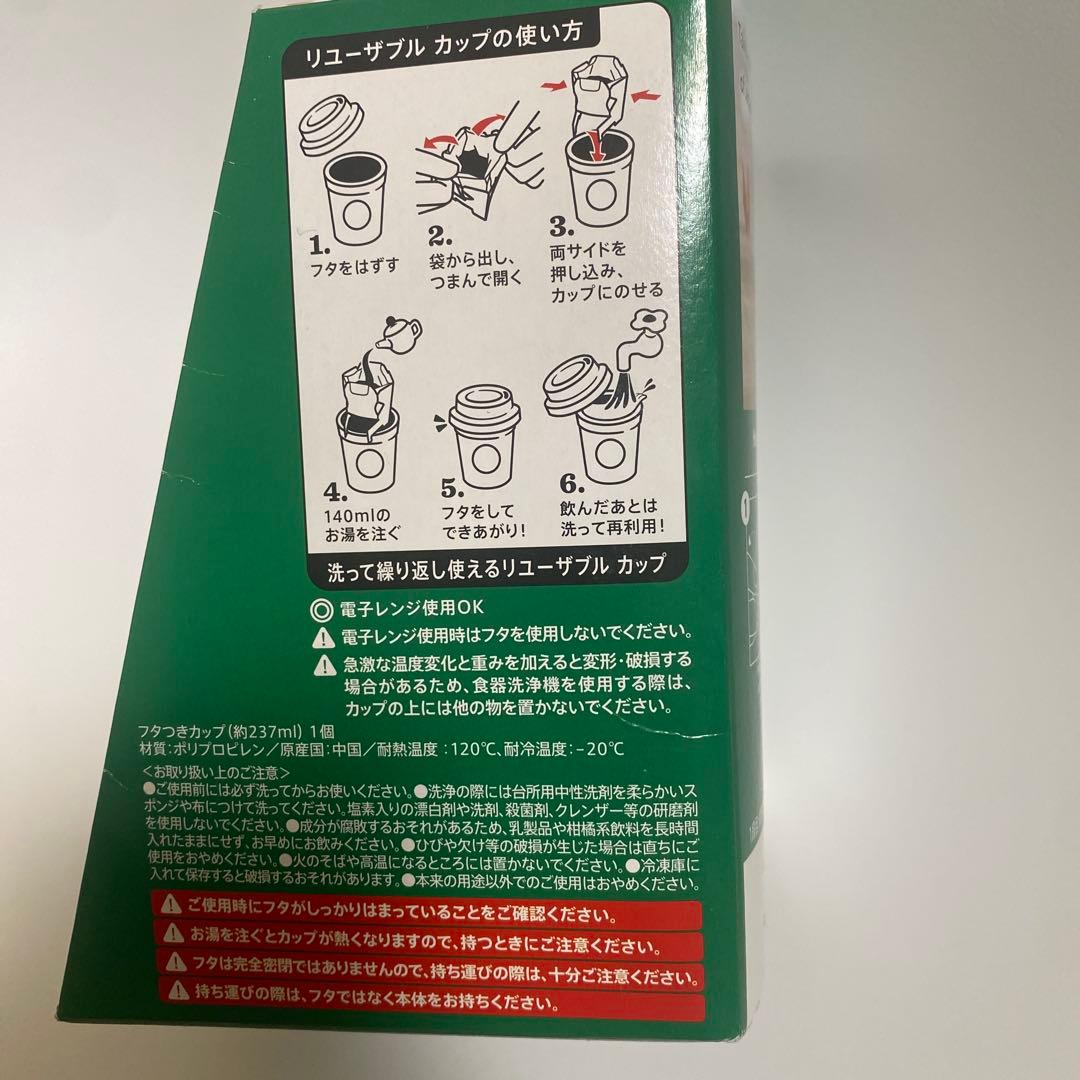 リユーザブル カップの使い方
1.
フタをはずす
2.
袋から出し、
つまんで開く
3.
両サイドを
押し込み、
カップにのせる
4.
140mlの
お湯を注ぐ
5.
フタをして
できあがり!
6.
飲んだあとは
洗って再利用!
洗って繰り返し使えるリユーザブル カップ
◎ 電子レンジ使用OK
電子レンジ使用時はフタを使用しないでください。
急激な温度変化と重みを加えると変形・破損する
場合があるため、食器洗浄機を使用する際は、
カップの上には他の物を置かないでください。
フタつきカップ(約237ml) 1個
材質:ポリプロピレン/原産国:中国/耐熱温度:120℃、耐冷温度:-20℃
<お取り扱い上のご注意>
●ご使用前には必ず洗ってからお使いください。●洗浄の際には台所用中性洗剤を柔らかいス
ポンジや布につけて洗ってください。塩素入りの漂白剤や洗剤、殺菌剤、クレンザー等の研磨剤
を使用しないでください。●成分が腐敗するおそれがあるため、乳製品や柑橘系飲料を長時間
入れたままにせず、お早めにお飲みください。●ひびや欠け等の破損が生じた場合は直ちにご
使用をおやめください。●火のそばや高温になるところには置かないでください。●冷凍庫に
入れて保存すると破損するおそれがあります。●本来の用途以外でのご使用はおやめください。
ご使用時にフタがしっかりはまっていることをご確認ください。
お湯を注ぐとカップが熱くなりますので、持つときにご注意ください。
フタは完全密閉ではありませんので、持ち運びの際は、十分ご注意ください。
持ち運びの際は、フタではなく本体をお持ちください。